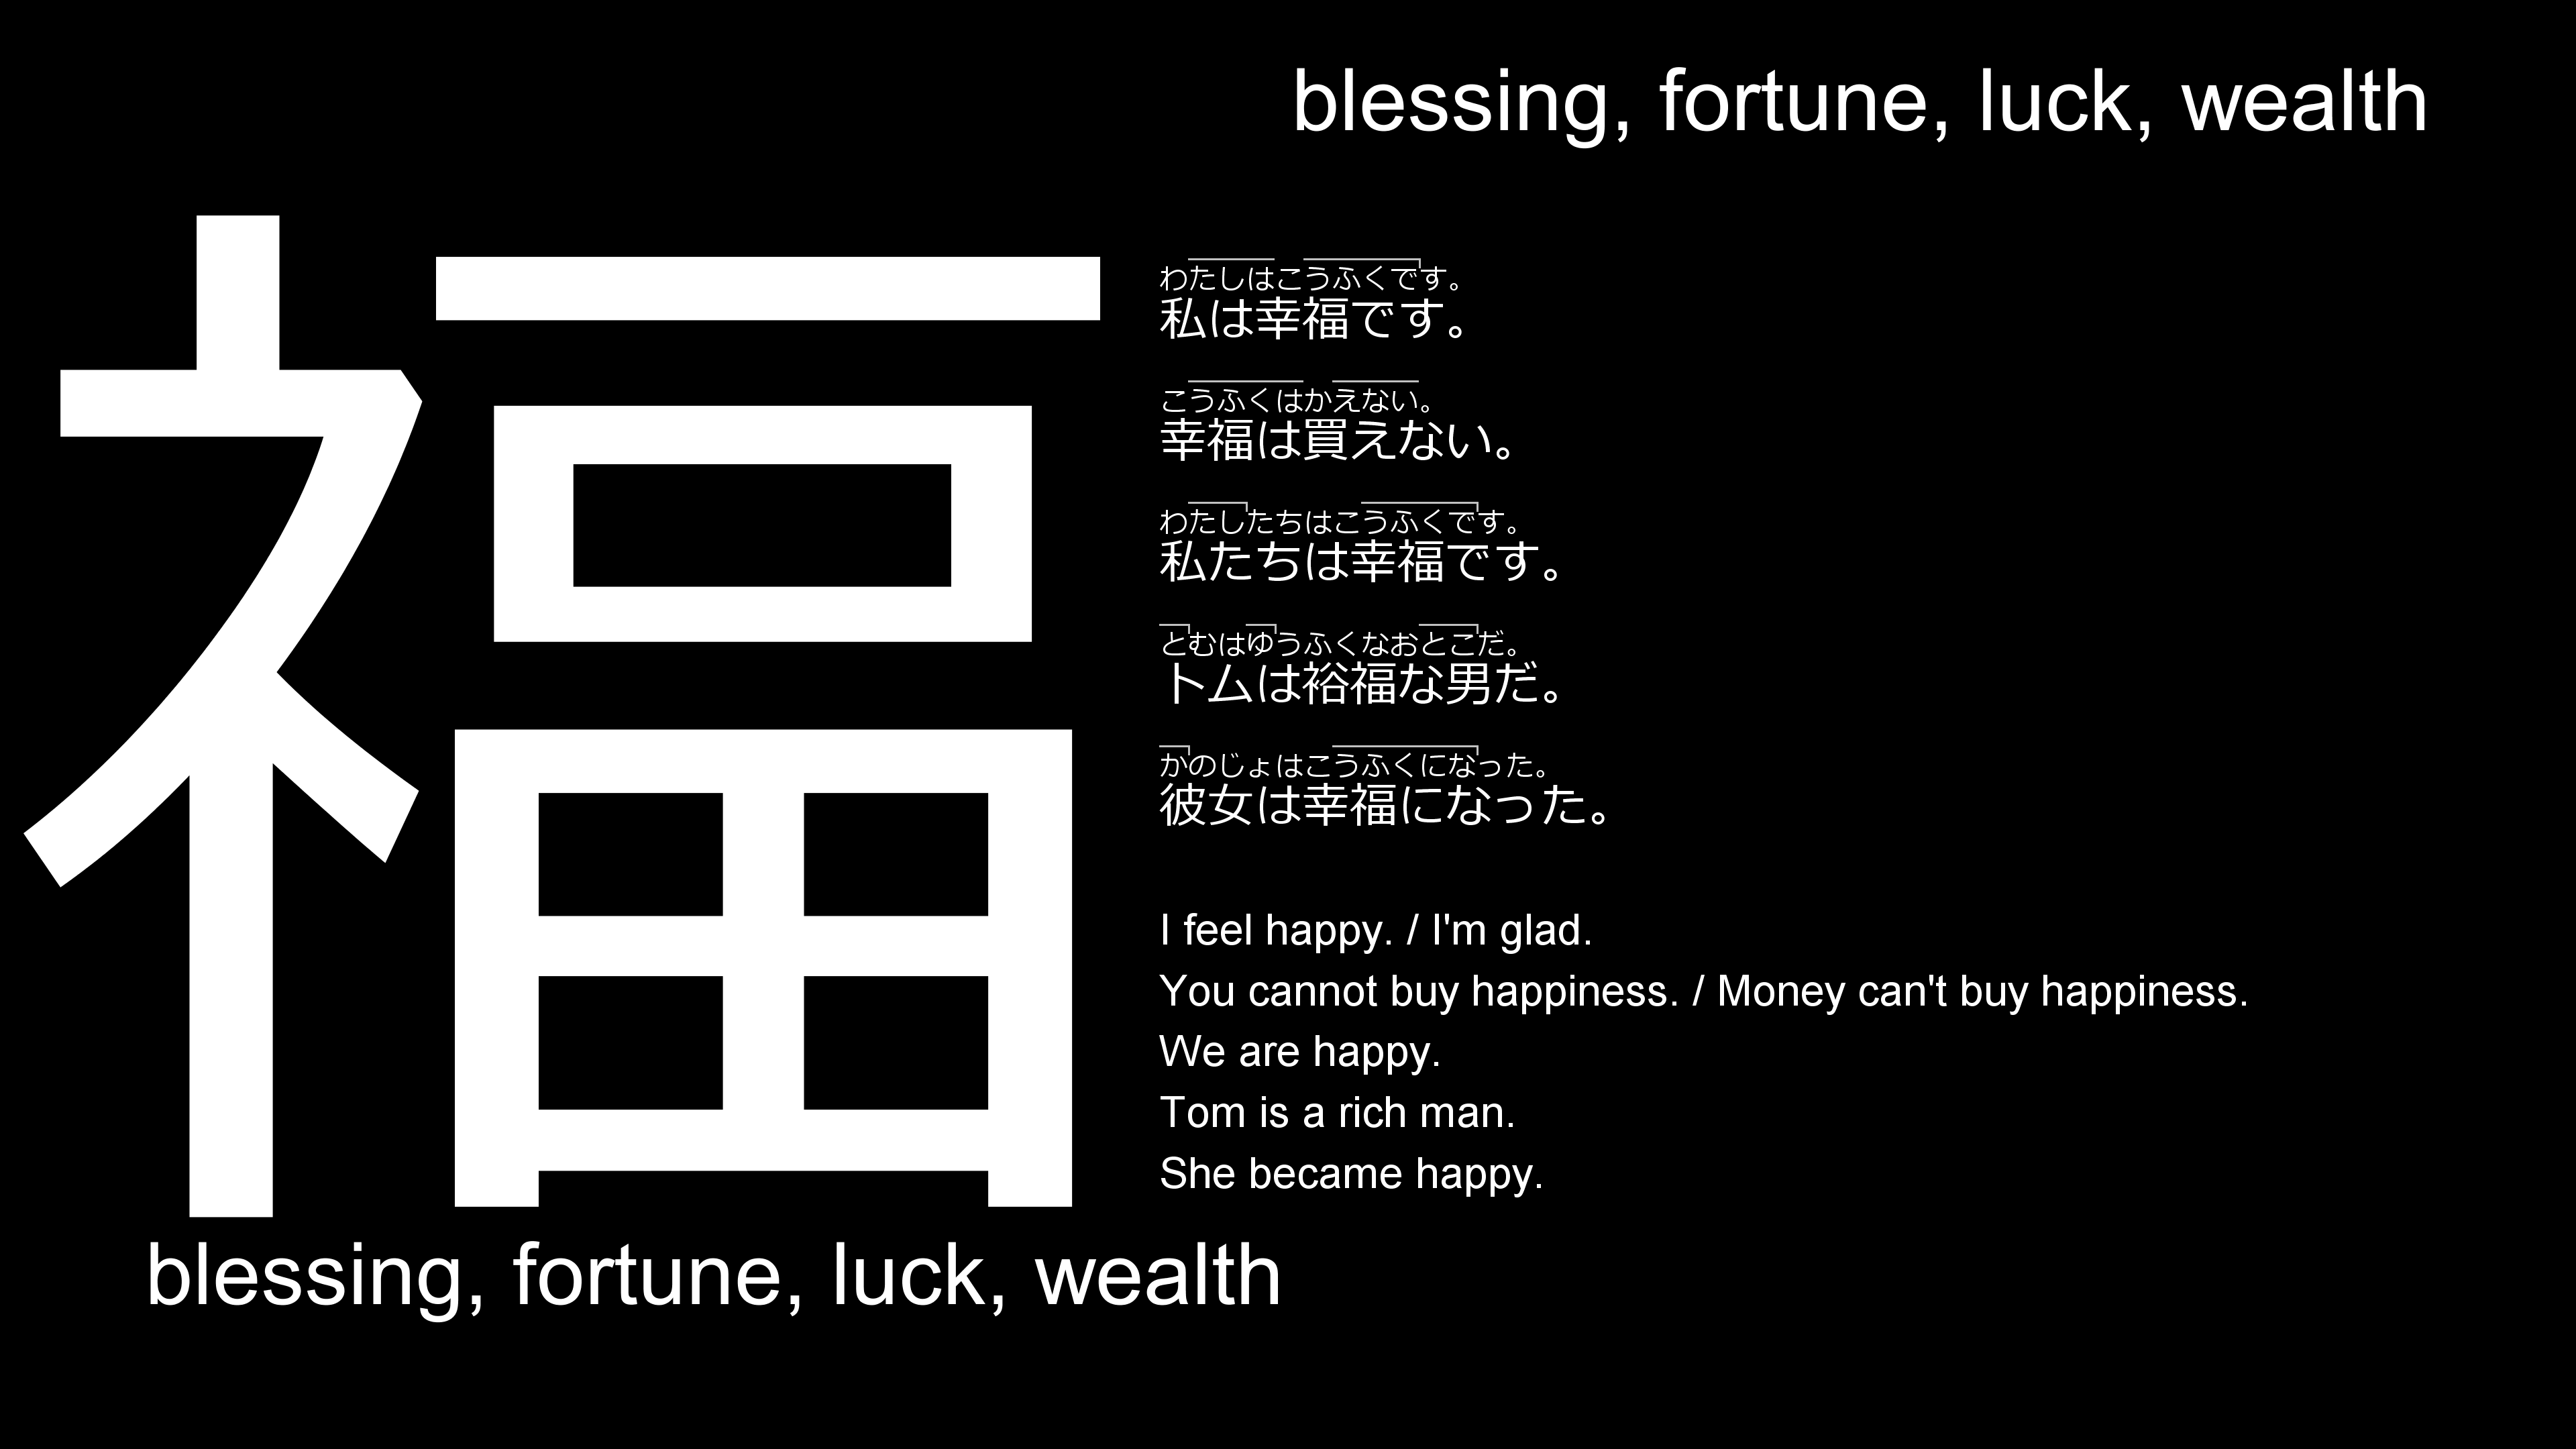 blessing, fortune, luck, wealth
福
わたしはこうふくです。
私は幸福です。
こうふくはかえない。
幸福は買えない。
わたしたちはこうふくです。
私たちは幸福です。
とむはゆうふくなおとこだ。
トムは裕福な男だ。
かのじょはこうふくになった。
彼女は幸福になった。
I feel happy. / I'm glad.
You cannot buy happiness. / Money can't buy happiness.
We are happy.
Tom is a rich man.
She became happy.
blessing, fortune, luck, wealth